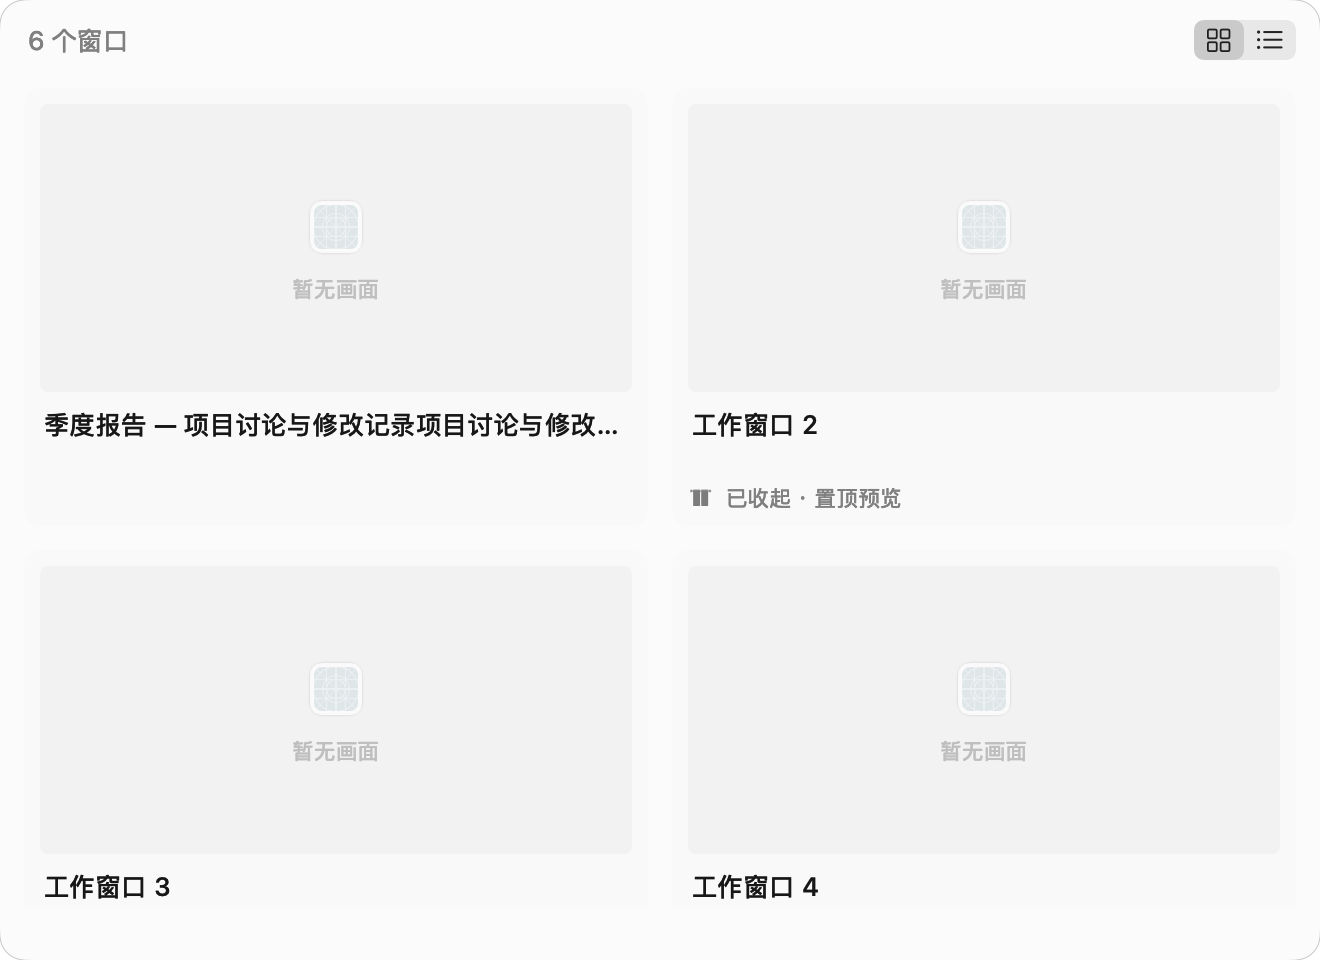 6 个窗口
暂无画面
暂无画面
季度报告 — 项目讨论与修改记录项目讨论与修改...
工作窗口 2
已收起 · 置顶预览
暂无画面
暂无画面
工作窗口 3
工作窗口 4